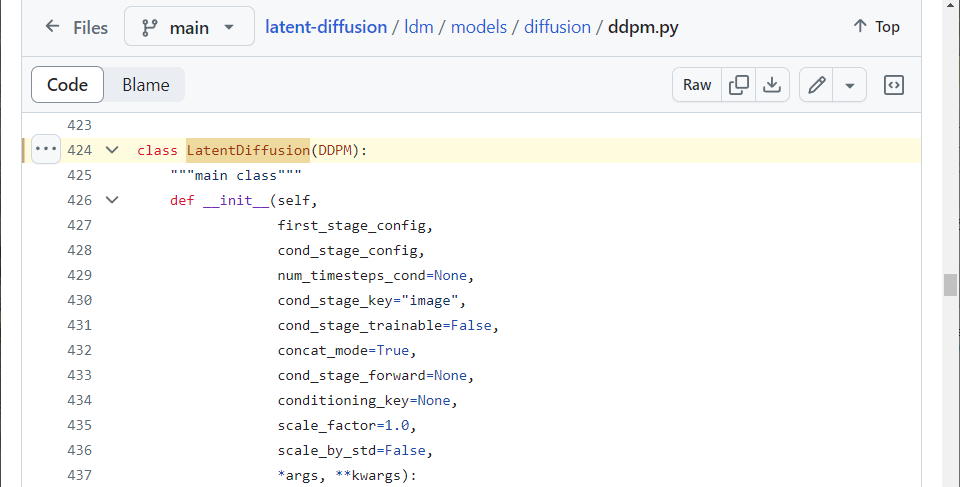 Files main latent-diffusion / ldm / models / diffusion / ddpm.py Top
Code Blame Raw
423
424 class LatentDiffusion(DDPM):
425 """main class"""
426 def __init__(self,
427 first_stage_config,
428 cond_stage_config,
429 num_timesteps_cond=None,
430 cond_stage_key="image",
431 cond_stage_trainable=False,
432 concat_mode=True,
433 cond_stage_forward=None,
434 conditioning_key=None,
435 scale_factor=1.0,
436 scale_by_std=False,
437 *args, **kwargs):